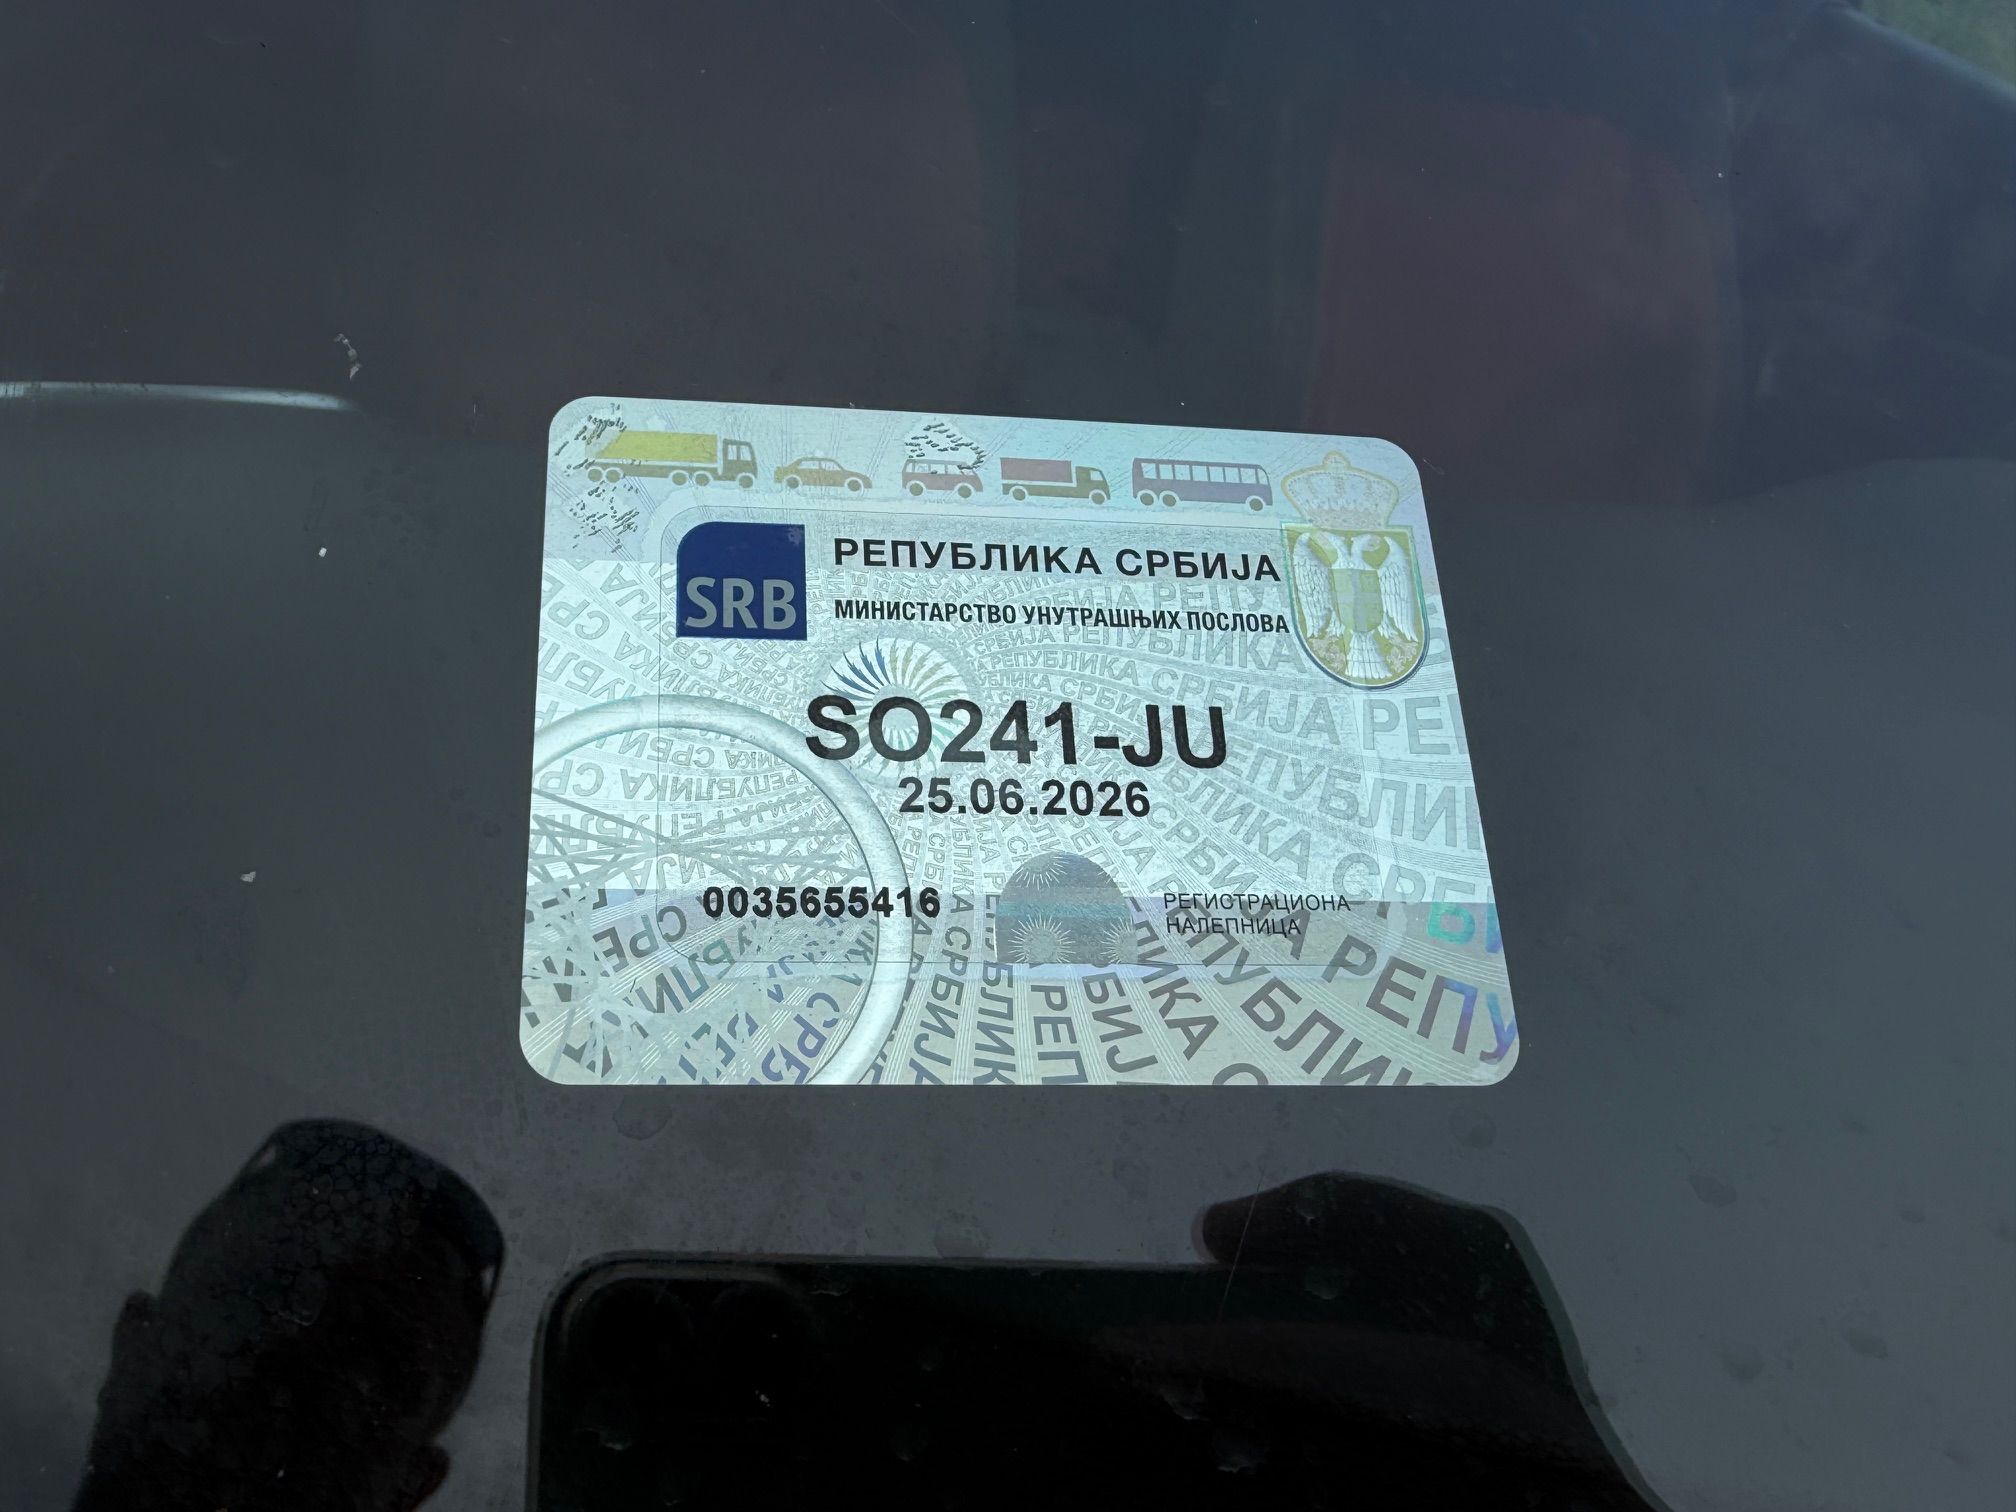 SRB
РЕПУБЛИКА СРБИЈА
МИНИСТАРСТВО УНУТРАШЊИХ ПОСЛОВА
SO241-JU
25.06.2026
0035655416
РЕГИСТРАЦИОНА
НАЛЕПНИЦА